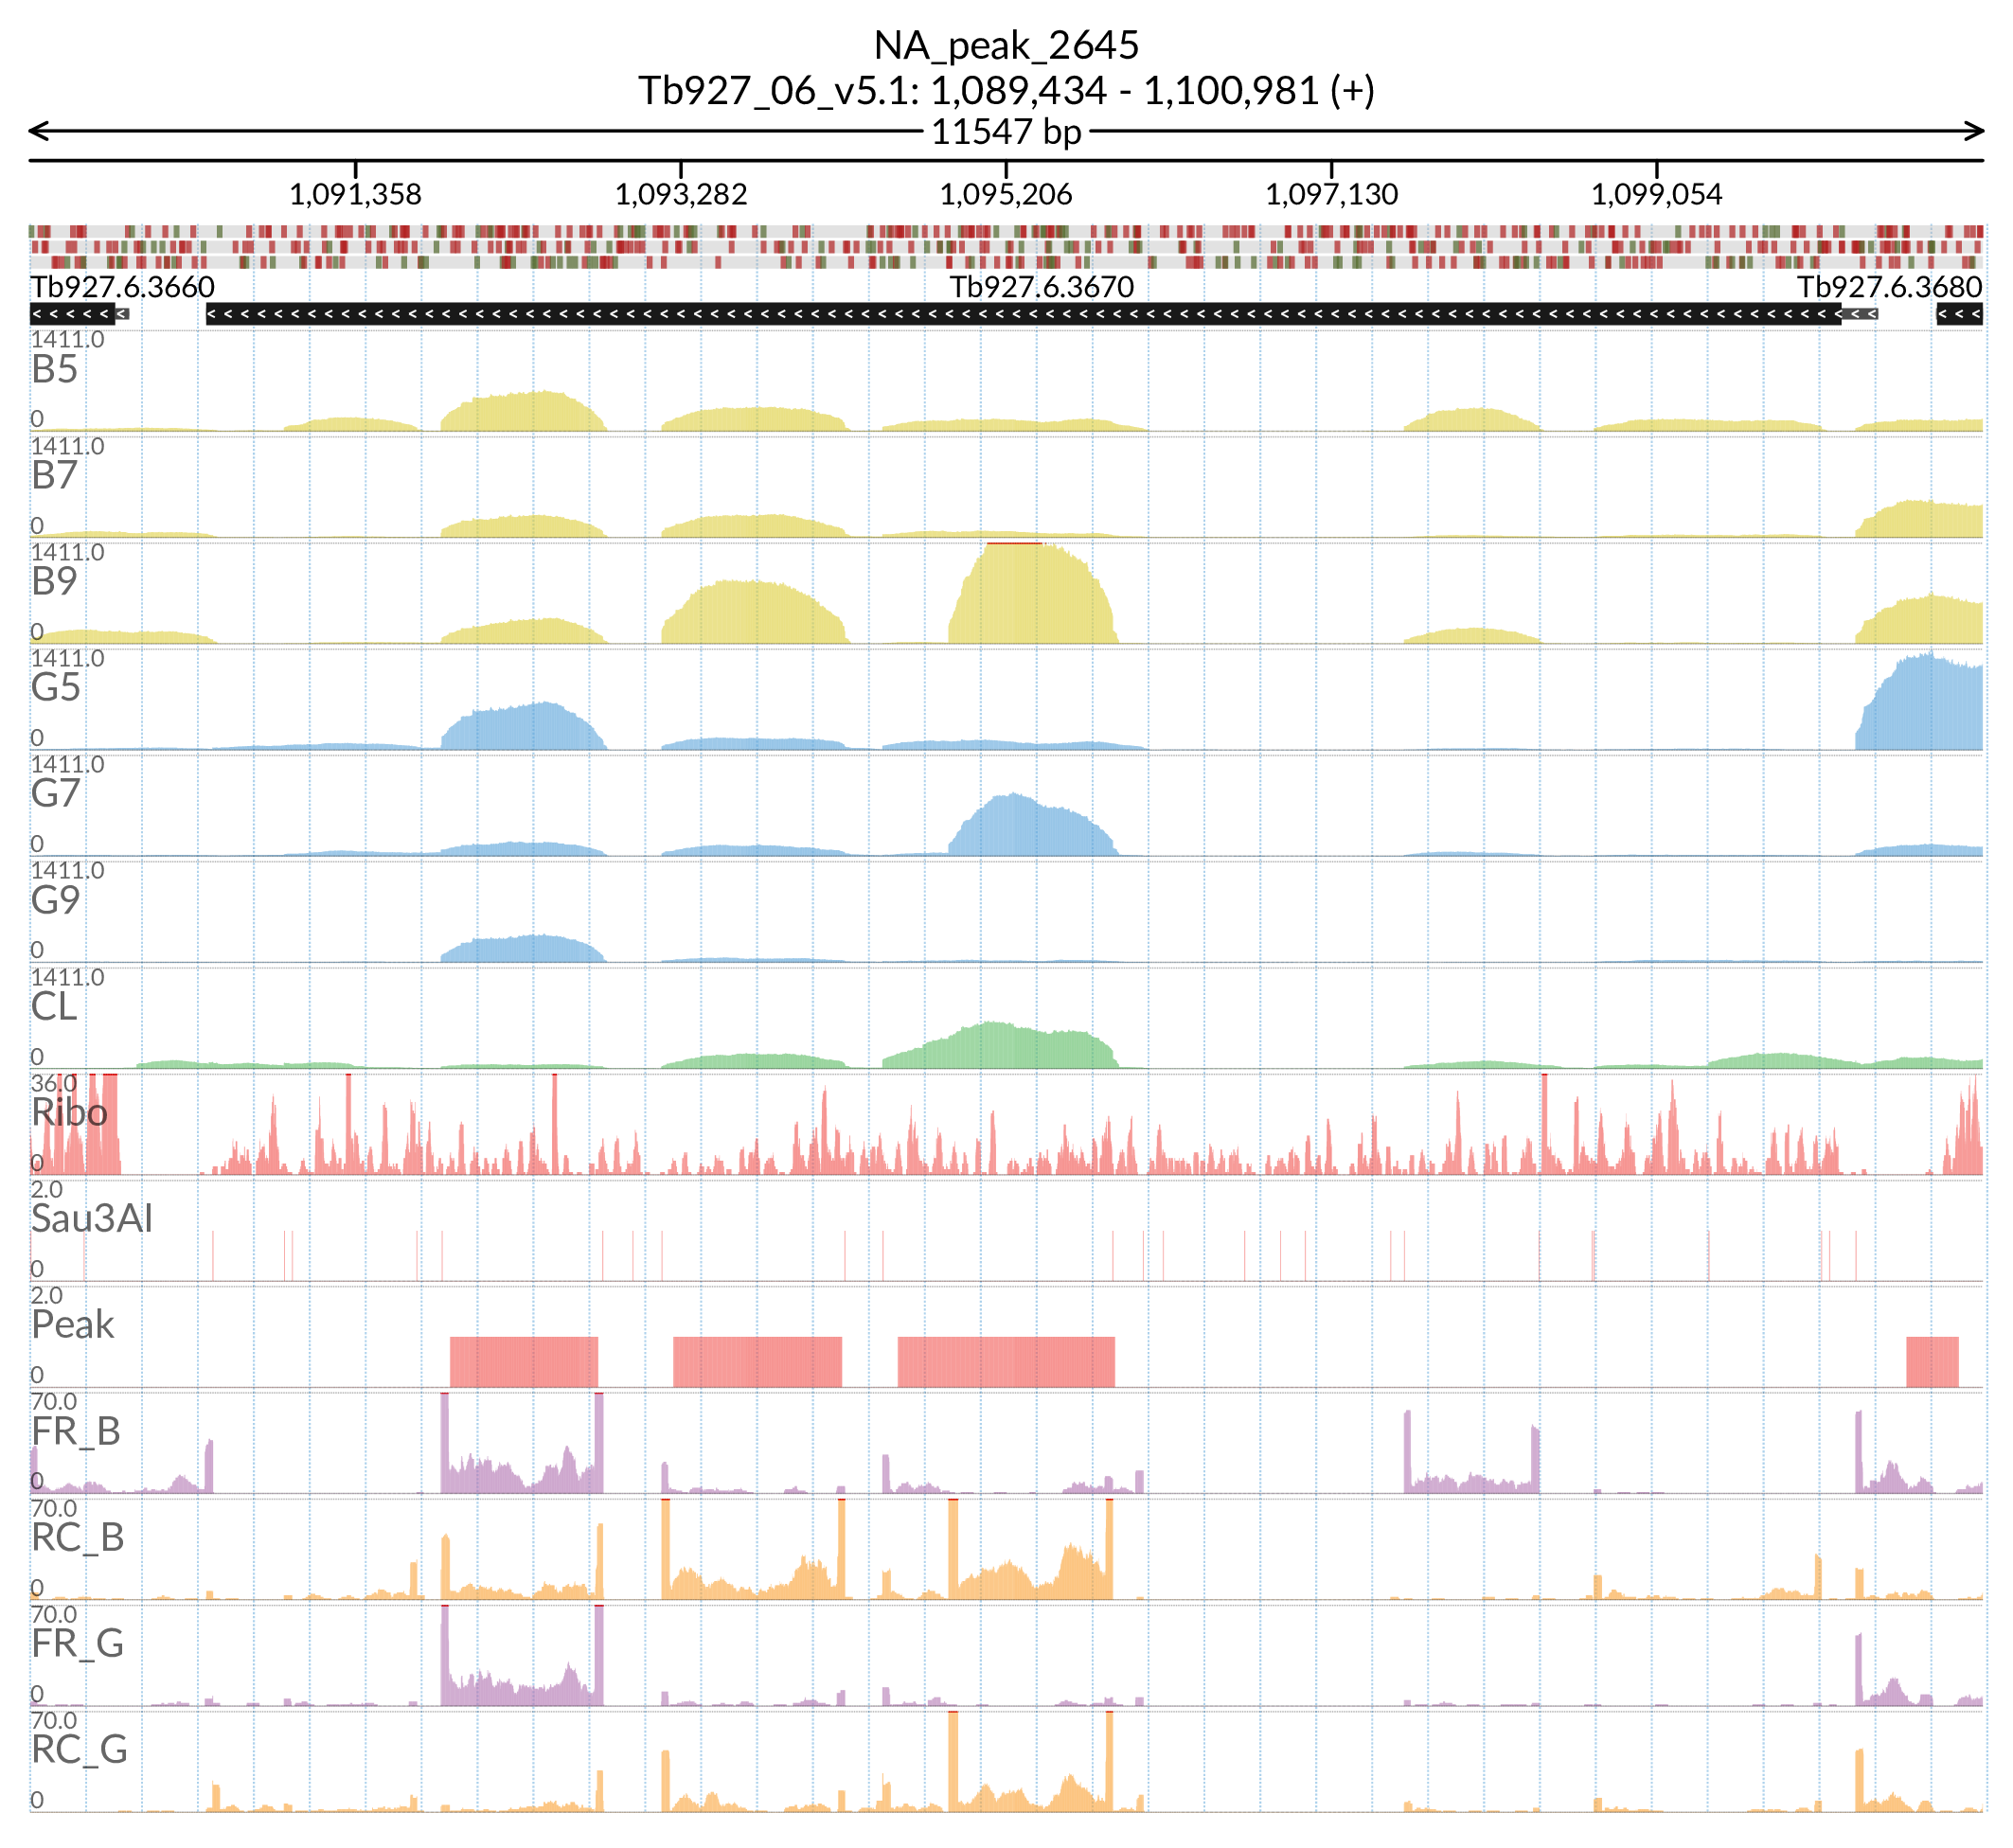 NA_peak_2645
Tb927_06_v5.1: 1,089,434 - 1,100,981 (+)
11547 bp
1,091,358 1,093,282 1,095,206 1,097,130 1,099,054
Tb927.6.3660 Tb927.6.3670 Tb927.6.3680
1411.0
B5
0
1411.0
B7
0
1411.0
B9
0
1411.0
G5
0
1411.0
G7
0
1411.0
G9
0
1411.0
CL
0
36.0
Ribo
0
2.0
Sau3AI
0
2.0
Peak
0
70.0
FR_B
0
70.0
RC_B
0
70.0
FR_G
0
70.0
RC_G
0